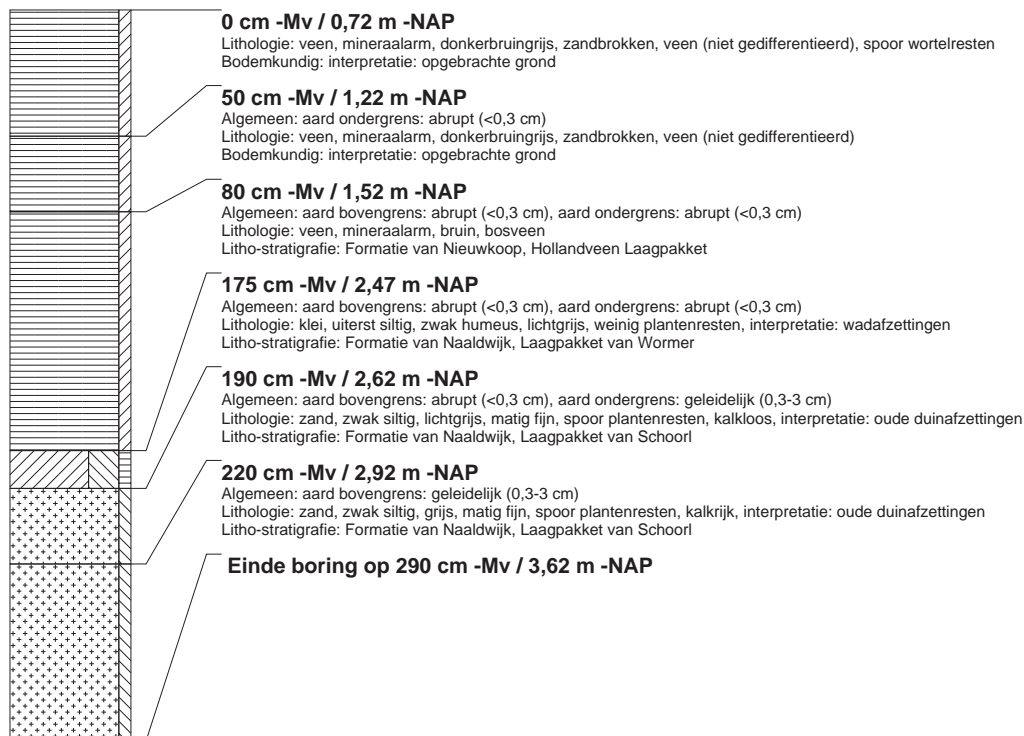 0 cm -Mv / 0,72 m -NAP
Lithologie: veen, mineraalarm, donkerbruingrijs, zandbrokken, veen (niet gedifferentieerd), spoor wortelresten
Bodemkundig: interpretatie: opgebrachte grond
50 cm -Mv / 1,22 m -NAP
Algemeen: aard ondergrens: abrupt (<0,3 cm)
Lithologie: veen, mineraalarm, donkerbruingrijs, zandbrokken, veen (niet gedifferentieerd)
Bodemkundig: interpretatie: opgebrachte grond
80 cm -Mv / 1,52 m -NAP
Algemeen: aard bovengrens: abrupt (<0,3 cm), aard ondergrens: abrupt (<0,3 cm)
Lithologie: veen, mineraalarm, bruin, bosveen
Litho-stratigrafie: Formatie van Nieuwkoop, Hollandveen Laagpakket
175 cm -Mv / 2,47 m -NAP
Algemeen: aard bovengrens: abrupt (<0,3 cm), aard ondergrens: abrupt (<0,3 cm)
Lithologie: klei, uiterst siltig, zwak humeus, lichtgrijs, weinig plantenresten, interpretatie: wadafzettingen
Litho-stratigrafie: Formatie van Naaldwijk, Laagpakket van Wormer
190 cm -Mv / 2,62 m -NAP
Algemeen: aard bovengrens: abrupt (<0,3 cm), aard ondergrens: geleidelijk (0,3-3 cm)
Lithologie: zand, zwak siltig, lichtgrijs, matig fijn, spoor plantenresten, kalkloos, interpretatie: oude duinafzettingen
Litho-stratigrafie: Formatie van Naaldwijk, Laagpakket van Schoorl
220 cm -Mv / 2,92 m -NAP
Algemeen: aard bovengrens: geleidelijk (0,3-3 cm)
Lithologie: zand, zwak siltig, grijs, matig fijn, spoor plantenresten, kalkrijk, interpretatie: oude duinafzettingen
Litho-stratigrafie: Formatie van Naaldwijk, Laagpakket van Schoorl
Einde boring op 290 cm -Mv / 3,62 m -NAP